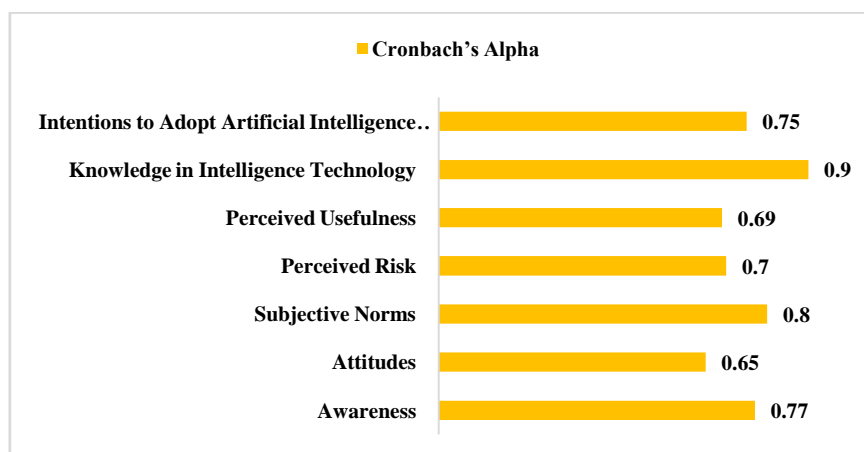 Cronbach’s Alpha
Intentions to Adopt Artificial Intelligence.. 0.75
Knowledge in Intelligence Technology 0.9
Perceived Usefulness 0.69
Perceived Risk 0.7
Subjective Norms 0.8
Attitudes 0.65
Awareness 0.77